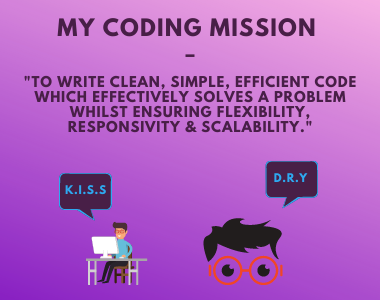 MY CODING MISSION
–
"TO WRITE CLEAN, SIMPLE, EFFICIENT CODE
WHICH EFFECTIVELY SOLVES A PROBLEM
WHILST ENSURING FLEXIBILITY,
RESPONSIVITY & SCALABILITY."
K.I.S.S
D.R.Y